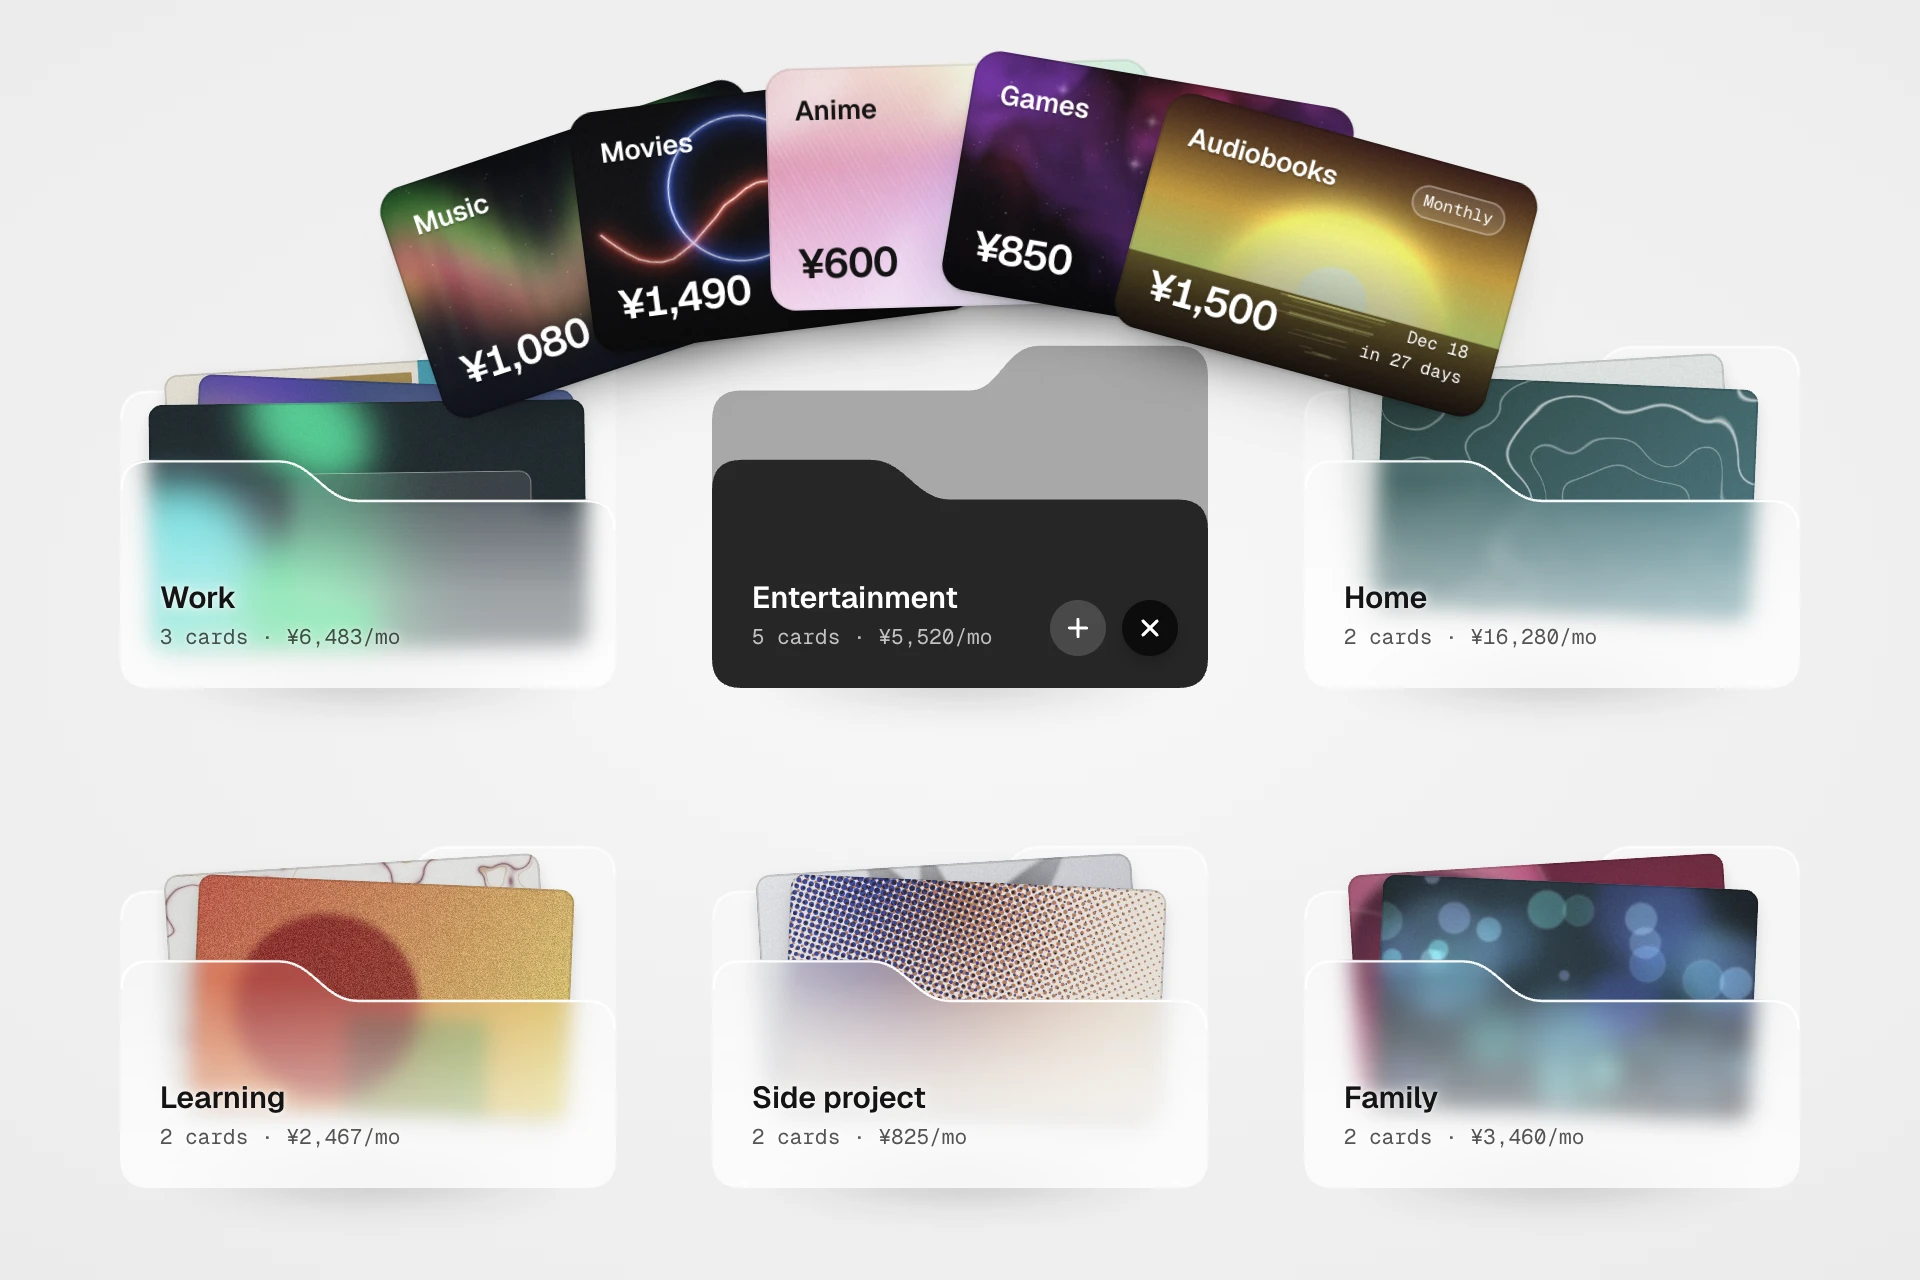 Music
¥1,080
Movies
¥1,490
Anime
¥600
Games
¥850
Audiobooks
Monthly
¥1,500
Dec 18
in 27 days
Work
3 cards · ¥6,483/mo
Entertainment
5 cards · ¥5,520/mo
Home
2 cards · ¥16,280/mo
Learning
2 cards · ¥2,467/mo
Side project
2 cards · ¥825/mo
Family
2 cards · ¥3,460/mo